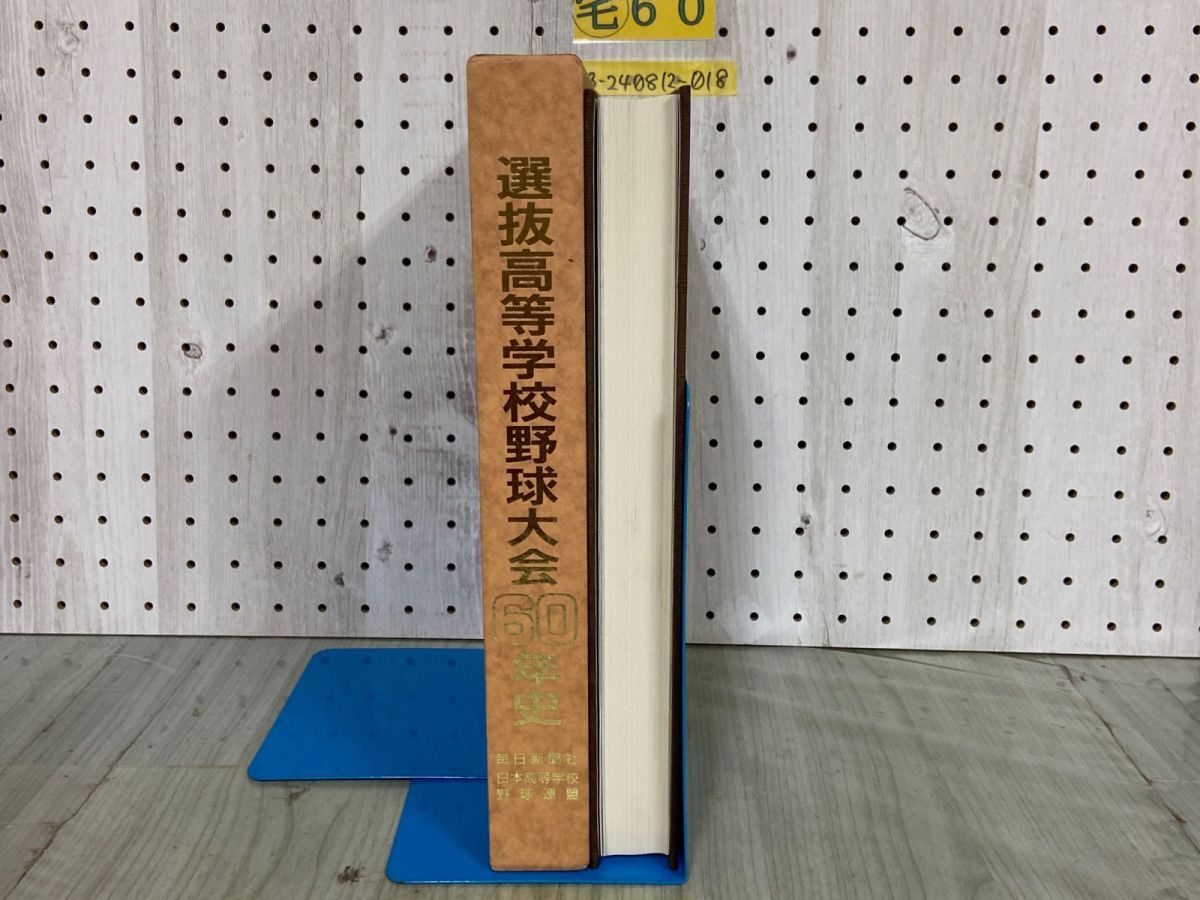 宅60
3-240812-018
選抜高等学校野球大会60年史
毎日新聞社
日本高等学校
野球連盟